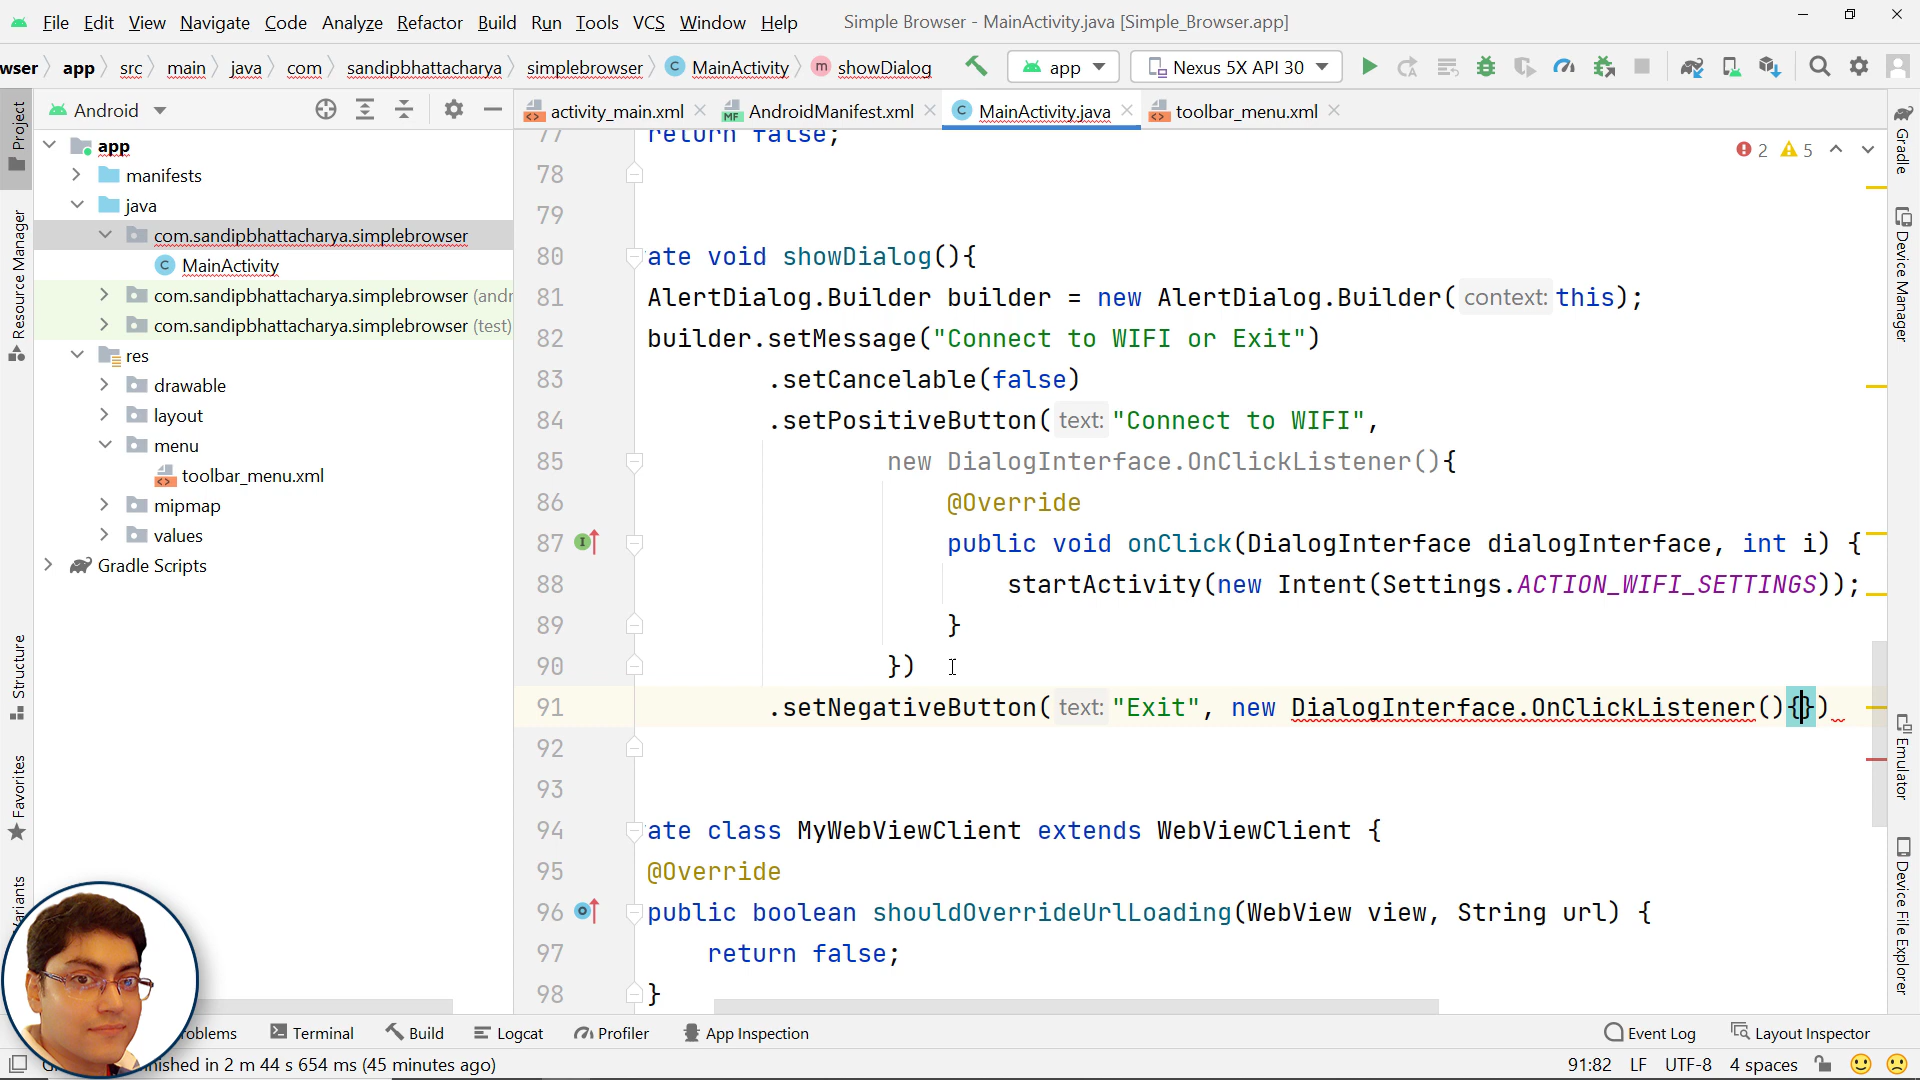 File Edit View Navigate Code Analyze Refactor Build Run Tools VCS Window Help Simple Browser - MainActivity.java [Simple_Browser.app]
wser app src main java com sandipbhattacharya simplebrowser MainActivity showDialog app Nexus 5X API 30
Project
Android
activity_main.xml AndroidManifest.xml MainActivity.java toolbar_menu.xml
app
manifests
java
com.sandipbhattacharya.simplebrowser
MainActivity
com.sandipbhattacharya.simplebrowser (andr
com.sandipbhattacharya.simplebrowser (test)
res
drawable
layout
menu
toolbar_menu.xml
mipmap
values
Gradle Scripts
Resource Manager
Structure
Favorites
2 5
77 return false;
78
79
80 ate void showDialog(){
81 AlertDialog.Builder builder = new AlertDialog.Builder( context: this);
82 builder.setMessage("Connect to WIFI or Exit")
83 .setCancelable(false)
84 .setPositiveButton( text: "Connect to WIFI",
85 new DialogInterface.OnClickListener(){
86 @Override
87 public void onClick(DialogInterface dialogInterface, int i) {
88 startActivity(new Intent(Settings.ACTION_WIFI_SETTINGS));
89 }
90 })
91 .setNegativeButton( text: "Exit", new DialogInterface.OnClickListener(){})
92
93
94 ate class MyWebViewClient extends WebViewClient {
95 @Override
96 public boolean shouldOverrideUrlLoading(WebView view, String url) {
97 return false;
98 }
Gradle
Device Manager
Emulator
Device File Explorer
oblems Terminal Build Logcat Profiler App Inspection Event Log Layout Inspector
nished in 2 m 44 s 654 ms (45 minutes ago) 91:82 LF UTF-8 4 spaces